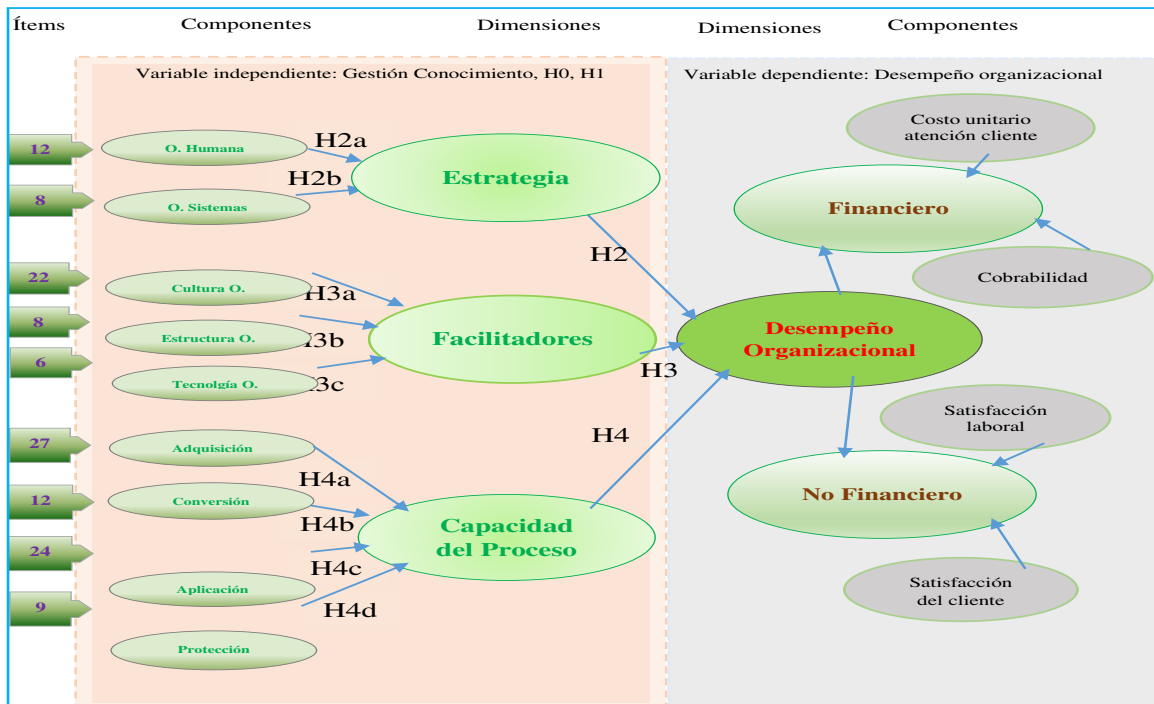 Ítems Componentes Dimensiones Dimensiones Componentes
Variable independiente: Gestión Conocimiento, H0, H1
Variable dependiente: Desempeño organizacional
12
O. Humana
H2a
8
O. Sistemas
H2b
Estrategia
H2
22
Cultura O.
H3a
8
Estructura O.
H3b
6
Tecnolgía O.
H3c
Facilitadores
H3
27
Adquisición
H4a
12
Conversión
H4b
24
Aplicación
H4c
9
Protección
H4d
Capacidad
del Proceso
H4
Desempeño
Organizacional
Costo unitario
atención cliente
Financiero
Cobrabilidad
Satisfacción
laboral
No Financiero
Satisfacción
del cliente